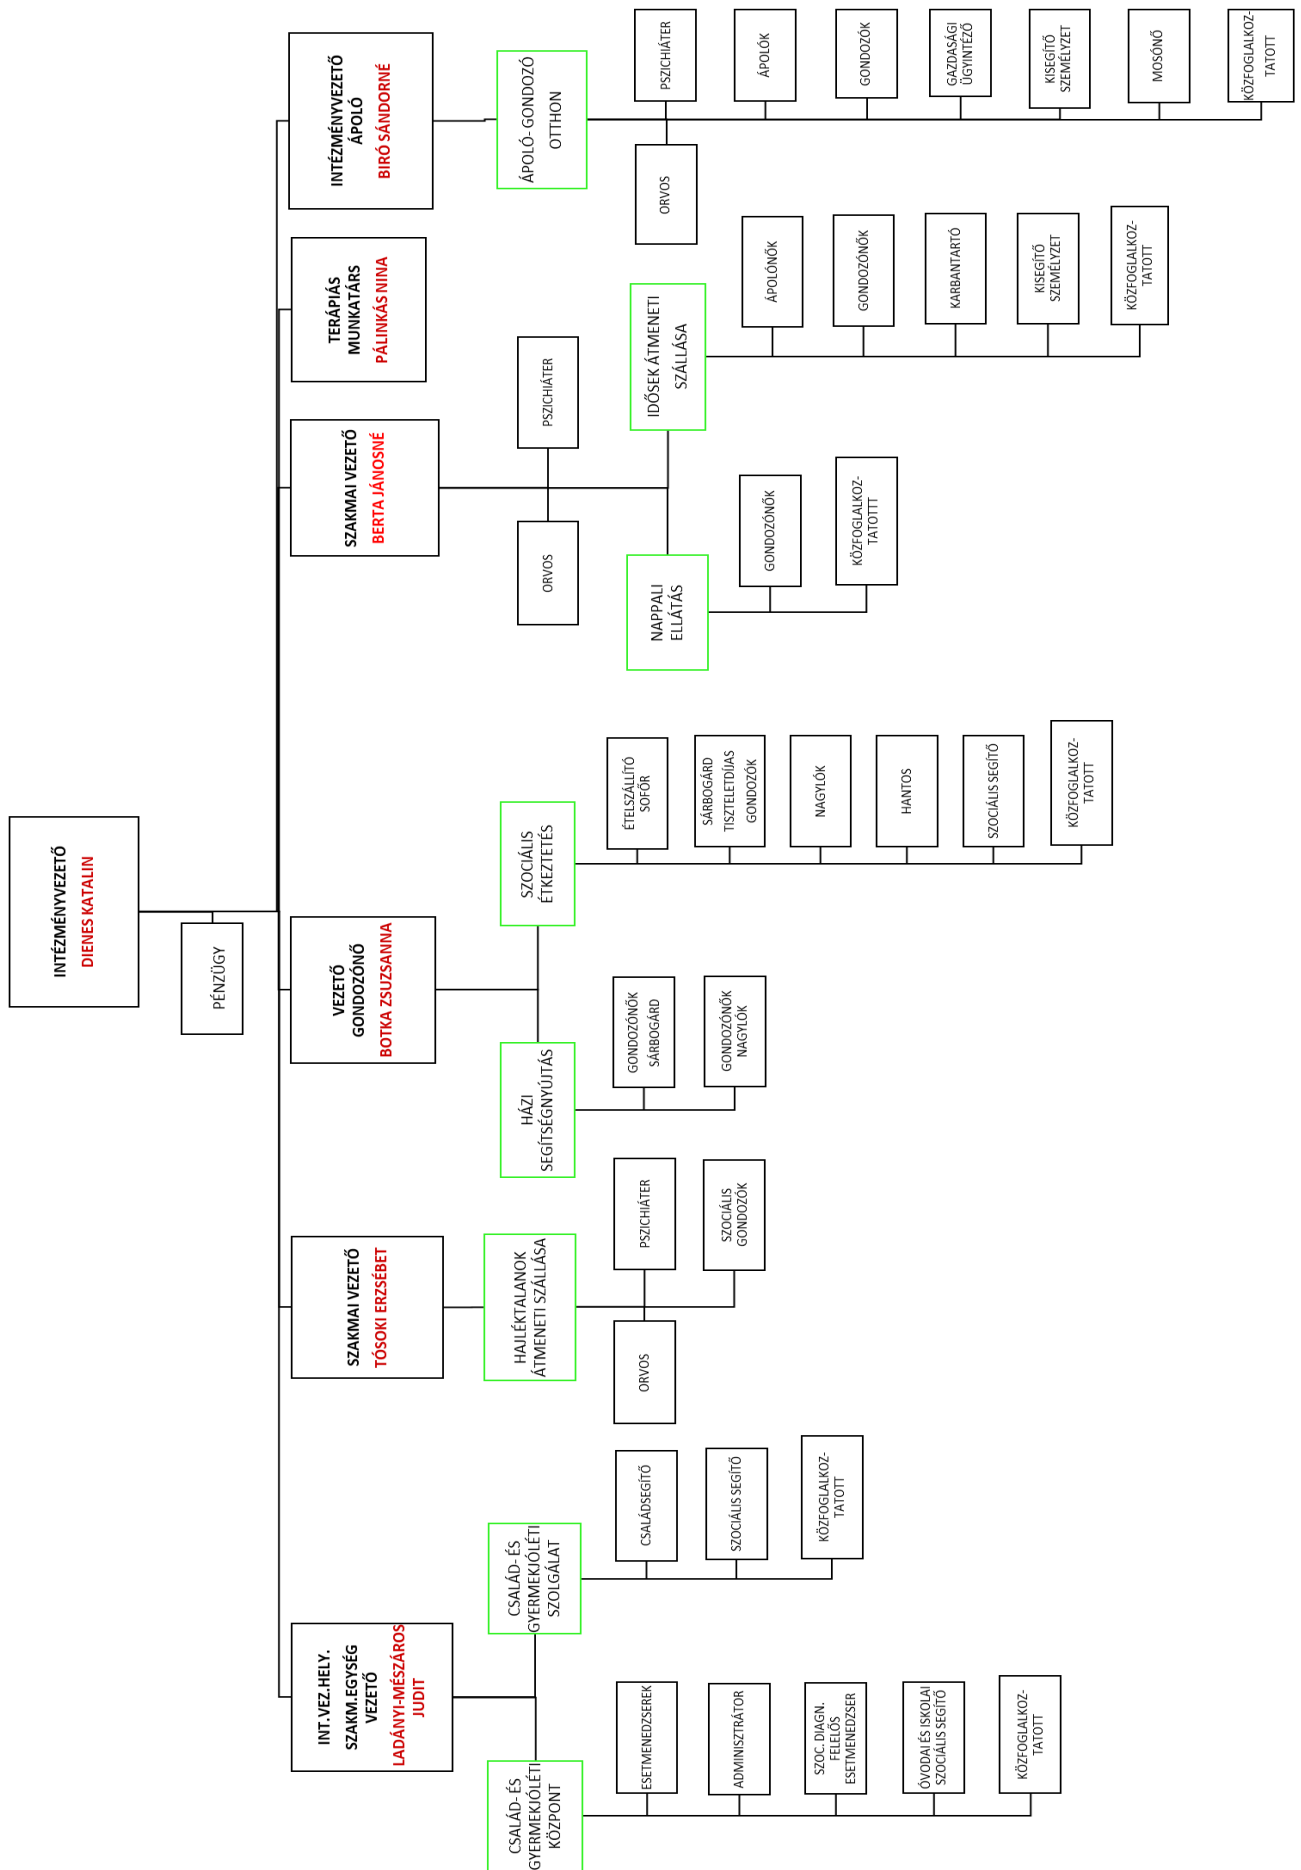 INTÉZMÉNYVEZETŐ
DIENES KATALIN
PÉNZÜGY
INT.VEZ.HELY.
SZAKM.EGYSÉG
VEZETŐ
LADÁNYI-MÉSZÁROS
JUDIT
CSALÁD- ÉS
GYERMEKJÓLÉTI
KÖZPONT
ESETMENEDZSEREK
ADMINISZTRÁTOR
SZOC. DIAGN.
FELELŐS
ESETMENEDZSER
ÓVODAI ÉS ISKOLAI
SZOCIÁLIS SEGÍTŐ
KÖZFOGLALKOZ-
TATOTT
CSALÁD- ÉS
GYERMEKJÓLÉTI
SZOLGÁLAT
CSALÁDSEGÍTŐ
SZOCIÁLIS SEGÍTŐ
KÖZFOGLALKOZ-
TATOTT
SZAKMAI VEZETŐ
TÓSOKI ERZSÉBET
HAJLÉKTALANOK
ÁTMENETI SZÁLLÁSA
ORVOS
PSZICHIÁTER
SZOCIÁLIS
GONDOZÓK
VEZETŐ
GONDOZÓNŐ
BOTKA ZSUZSANNA
HÁZI
SEGÍTSÉGNYÚJTÁS
GONDOZÓNŐK
SÁRBOGÁRD
GONDOZÓNŐK
NAGYLÓK
SZOCIÁLIS
ÉTKEZTETÉS
ÉTELSZÁLLÍTÓ
SOFŐR
SÁRBOGÁRD
TISZTELETDÍJAS
GONDOZÓK
NAGYLÓK
HANTOS
SZOCIÁLIS SEGÍTŐ
KÖZFOGLALKOZ-
TATOTT
SZAKMAI VEZETŐ
BERTA JÁNOSNÉ
ORVOS
PSZICHIÁTER
NAPPALI
ELLÁTÁS
GONDOZÓNŐK
KÖZFOGLALKOZ-
TATOTTT
IDŐSEK ÁTMENETI
SZÁLLÁSA
ÁPOLÓNŐK
GONDOZÓNŐK
KARBANTARTÓ
KISEGÍTŐ
SZEMÉLYZET
KÖZFOGLALKOZ-
TATOTT
TERÁPIÁS
MUNKATÁRS
PÁLINKÁS NINA
INTÉZMÉNYVEZETŐ
ÁPOLÓ
BIRÓ SÁNDORNÉ
ÁPOLÓ- GONDOZÓ
OTTHON
ORVOS
PSZICHIÁTER
ÁPOLÓK
GONDOZÓK
GAZDASÁGI
ÜGYINTÉZŐ
KISEGÍTŐ
SZEMÉLYZET
MOSÓNŐ
KÖZFOGLALKOZ-
TATOTT